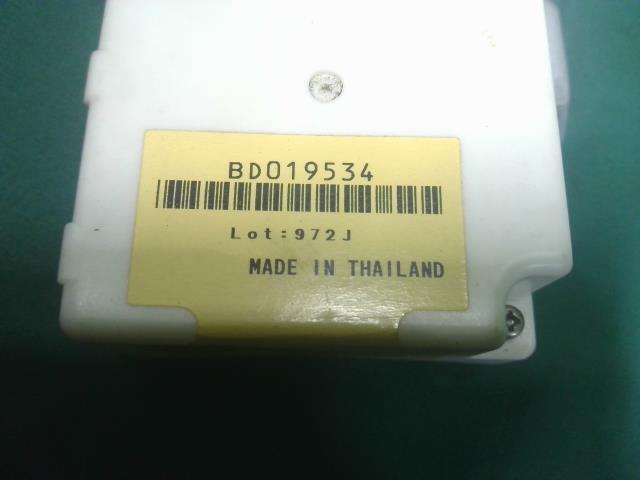 BD019534
Lot:972J
MADE IN THAILAND